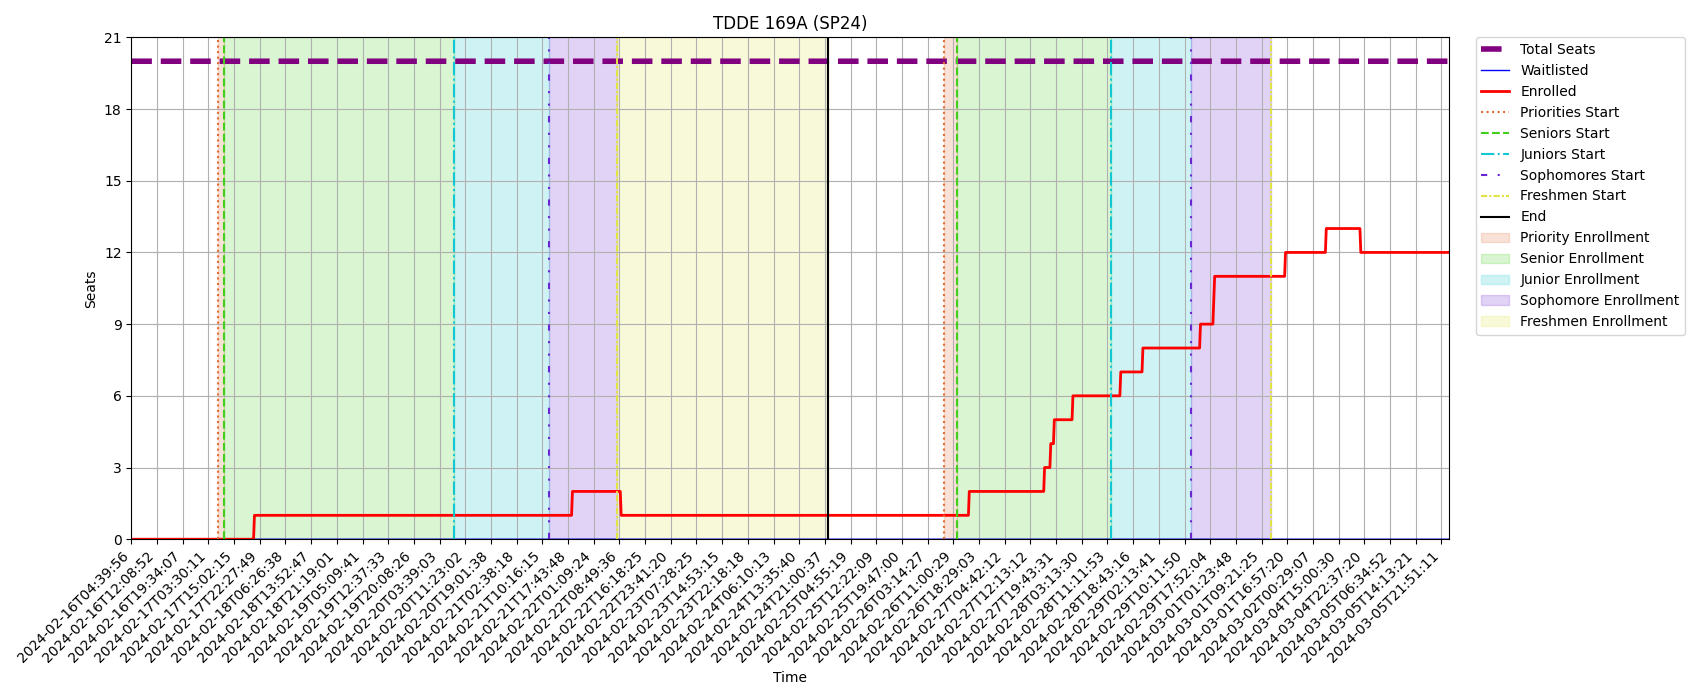 TDDE 169A (SP24)
21
18
15
12
9
6
3
0
Seats
2024-02-16T04:39:56
2024-02-16T12:08:52
2024-02-16T19:34:07
2024-02-17T03:30:11
2024-02-17T15:02:15
2024-02-17T22:27:49
2024-02-18T06:26:38
2024-02-18T13:52:47
2024-02-18T21:19:01
2024-02-19T05:09:41
2024-02-19T12:37:33
2024-02-19T20:08:26
2024-02-20T03:39:03
2024-02-20T11:23:02
2024-02-20T19:01:38
2024-02-21T02:38:16
2024-02-21T10:16:15
2024-02-21T17:43:48
2024-02-22T01:09:24
2024-02-22T08:49:36
2024-02-22T16:18:25
2024-02-22T23:41:20
2024-02-23T07:28:25
2024-02-23T14:53:15
2024-02-23T22:18:18
2024-02-24T06:10:13
2024-02-24T13:35:40
2024-02-24T21:00:37
2024-02-25T04:55:19
2024-02-25T12:22:09
2024-02-25T19:47:00
2024-02-26T03:14:27
2024-02-26T11:00:29
2024-02-26T18:29:03
2024-02-27T04:42:12
2024-02-27T12:13:12
2024-02-27T19:43:31
2024-02-28T03:13:30
2024-02-28T11:11:53
2024-02-28T18:43:16
2024-02-29T02:13:41
2024-02-29T10:11:50
2024-02-29T17:52:04
2024-03-01T01:23:48
2024-03-01T09:21:25
2024-03-01T16:57:20
2024-03-02T00:29:07
2024-03-04T15:00:30
2024-03-04T22:37:20
2024-03-05T06:34:52
2024-03-05T14:13:21
2024-03-05T21:51:11
Time
Total Seats
Waitlisted
Enrolled
Priorities Start
Seniors Start
Juniors Start
Sophomores Start
Freshmen Start
End
Priority Enrollment
Senior Enrollment
Junior Enrollment
Sophomore Enrollment
Freshmen Enrollment